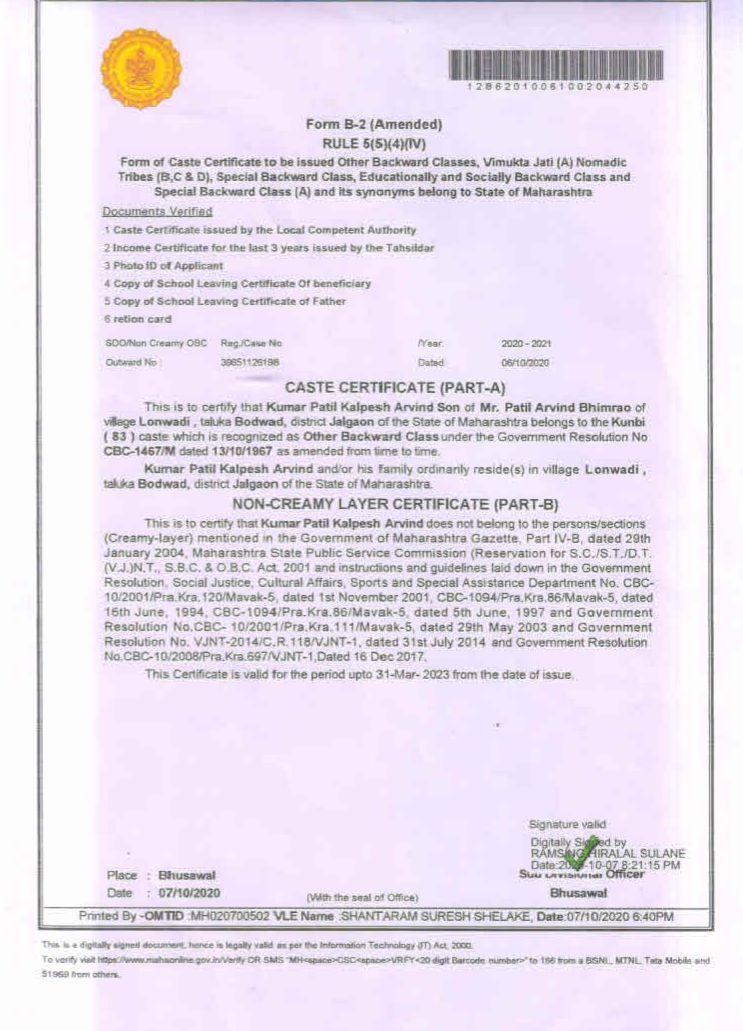 12862010061002044250
Form B-2 (Amended)
RULE 5(5)(4)(IV)
Form of Caste Certificate to be issued Other Backward Classes, Vimukta Jati (A) Nomadic
Tribes (B,C & D), Special Backward Class, Educationally and Socially Backward Class and
Special Backward Class (A) and its synonyms belong to State of Maharashtra
Documents Verified
1 Caste Certificate issued by the Local Competent Authority
2 Income Certificate for the last 3 years issued by the Tahsildar
3 Photo ID of Applicant
4 Copy of School Leaving Certificate Of beneficiary
5 Copy of School Leaving Certificate of Father
6 retion card
SDO/Non Creamy OBC Reg./Case No /Year: 2020 - 2021
Outward No : 39651126198 Dated 06/10/2020
CASTE CERTIFICATE (PART-A)
This is to certify that Kumar Patil Kalpesh Arvind Son of Mr. Patil Arvind Bhimrao of
village Lonwadi , taluka Bodwad, district Jalgaon of the State of Maharashtra belongs to the Kunbi
( 83 ) caste which is recognized as Other Backward Class under the Government Resolution No
CBC-1467/M dated 13/10/1967 as amended from time to time.
Kumar Patil Kalpesh Arvind and/or his family ordinarily reside(s) in village Lonwadi ,
taluka Bodwad, district Jalgaon of the State of Maharashtra.
NON-CREAMY LAYER CERTIFICATE (PART-B)
This is to certify that Kumar Patil Kalpesh Arvind does not belong to the persons/sections
(Creamy-layer) mentioned in the Government of Maharashtra Gazette, Part IV-B, dated 29th
January 2004, Maharashtra State Public Service Commission (Reservation for S.C./S.T./D.T.
(V.J.)N.T., S.B.C. & O.B.C. Act, 2001 and instructions and guidelines laid down in the Government
Resolution, Social Justice, Cultural Affairs, Sports and Special Assistance Department No. CBC-
10/2001/Pra.Kra.120/Mavak-5, dated 1st November 2001, CBC-1094/Pra.Kra.86/Mavak-5, dated
16th June, 1994, CBC-1094/Pra.Kra.86/Mavak-5, dated 5th June, 1997 and Government
Resolution No.CBC- 10/2001/Pra.Kra.111/Mavak-5, dated 29th May 2003 and Government
Resolution No. VJNT-2014/C.R.118/VJNT-1, dated 31st July 2014 and Government Resolution
No.CBC-10/2008/Pra.Kra.697/VJNT-1,Dated 16 Dec 2017.
This Certificate is valid for the period upto 31-Mar- 2023 from the date of issue.
Signature valid
Digitally Signed by
RAMSING HIRALAL SULANE
Date:2020-10-07 8:21:15 PM
Sub Divisional Officer
Place : Bhusawal
Bhusawal
Date : 07/10/2020
(With the seal of Office)
Printed By -OMTID :MH020700502 VLE Name :SHANTARAM SURESH SHELAKE, Date:07/10/2020 6:40PM
This is a digitally signed document, hence is legally valid as per the Information Technology (IT) Act, 2000.
To verify visit https://www.mahaonline.gov.in/Verify OR SMS "MH<space>CSC<space>VRFY<20 digit Barcode number>" to 166 from a BSNL, MTNL, Tata Mobile and
51969 from others.